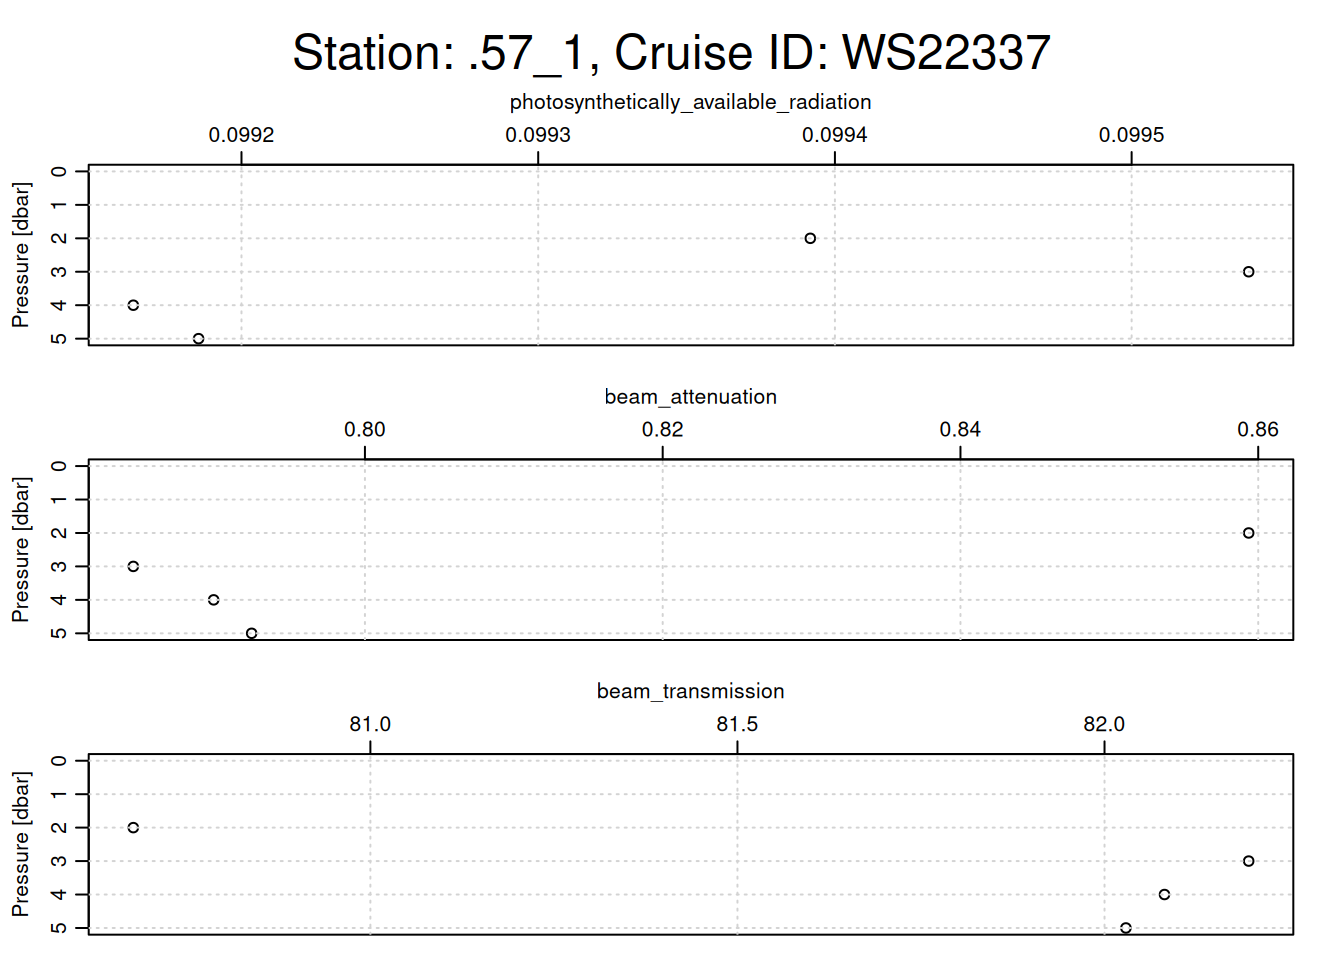 Station: .57_1, Cruise ID: WS22337
photosynthetically_available_radiation
0.0992 0.0993 0.0994 0.0995
Pressure [dbar]
0
1
2
3
4
5
beam_attenuation
0.80 0.82 0.84 0.86
Pressure [dbar]
0
1
2
3
4
5
beam_transmission
81.0 81.5 82.0
Pressure [dbar]
0
1
2
3
4
5